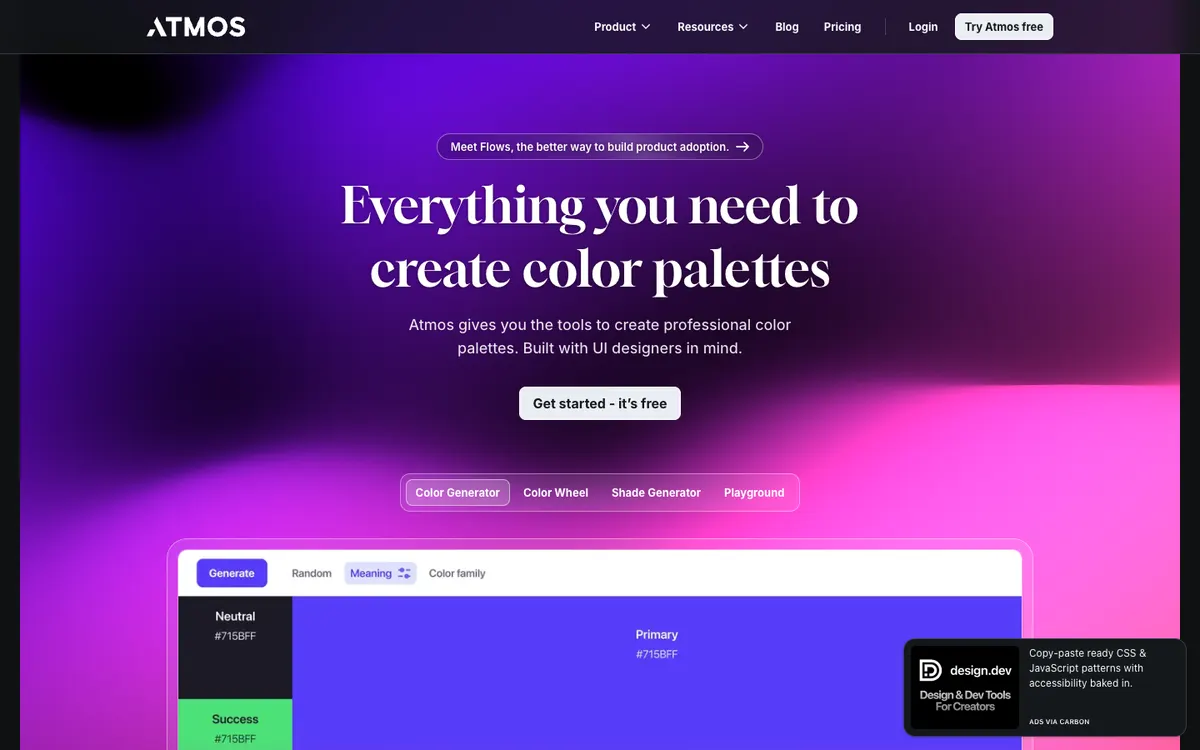 ATMOS
Product
Resources
Blog
Pricing
Login
Try Atmos free
Meet Flows, the better way to build product adoption.
Everything you need to
create color palettes
Atmos gives you the tools to create professional color
palettes. Built with UI designers in mind.
Get started - it’s free
Color Generator
Color Wheel
Shade Generator
Playground
Generate
Random
Meaning
Color family
Neutral
#715BFF
Primary
#715BFF
Success
#715BFF
design.dev
Design & Dev Tools
For Creators
Copy-paste ready CSS &
JavaScript patterns with
accessibility baked in.
ADS VIA CARBON